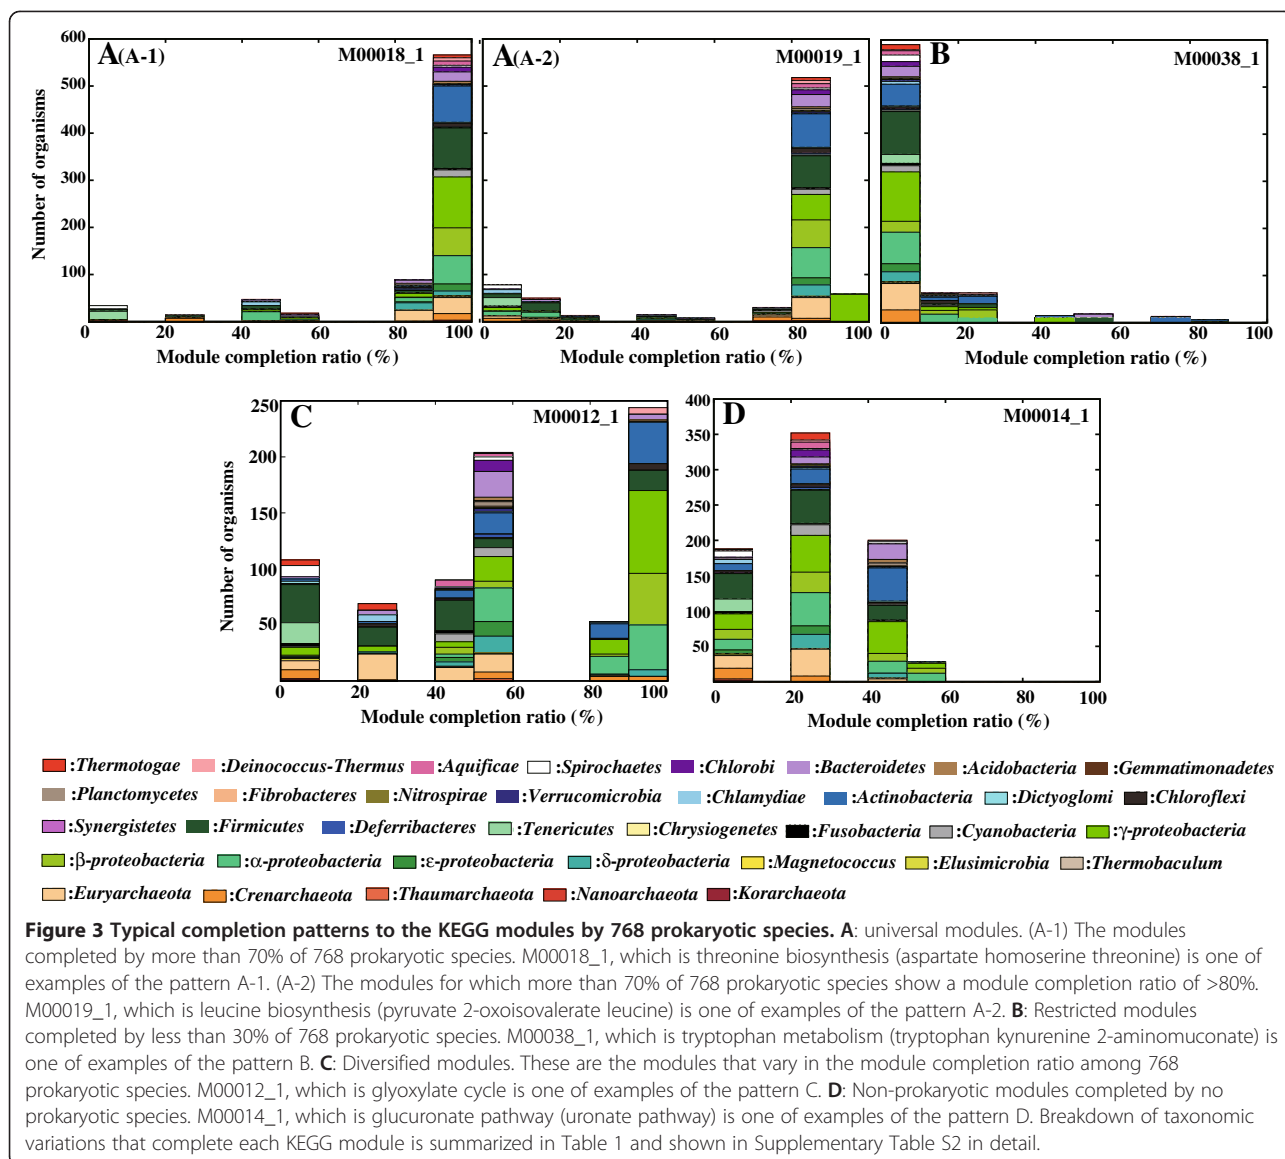 A(A-1) M00018_1
600
500
400
300
200
100
Number of organisms
0 20 40 60 80 100
Module completion ratio (%)
A(A-2) M00019_1
0 20 40 60 80 100
Module completion ratio (%)
B M00038_1
0 20 40 60 80 100
Module completion ratio (%)
C M00012_1
250
200
150
100
50
Number of organisms
0 20 40 60 80 100
Module completion ratio (%)
D M00014_1
400
350
300
250
200
150
100
50
0 20 40 60 80 100
Module completion ratio (%)
:Thermotogae :Deinococcus-Thermus :Aquificae :Spirochaetes :Chlorobi :Bacteroidetes :Acidobacteria :Gemmatimonadetes
:Planctomycetes :Fibrobacteres :Nitrospirae :Verrucomicrobia :Chlamydiae :Actinobacteria :Dictyoglomi :Chloroflexi
:Synergistetes :Firmicutes :Deferribacteres :Tenericutes :Chrysiogenetes :Fusobacteria :Cyanobacteria :γ-proteobacteria
:β-proteobacteria :α-proteobacteria :ε-proteobacteria :δ-proteobacteria :Magnetococcus :Elusimicrobia :Thermobaculum
:Euryarchaeota :Crenarchaeota :Thaumarchaeota :Nanoarchaeota :Korarchaeota
Figure 3 Typical completion patterns to the KEGG modules by 768 prokaryotic species. A: universal modules. (A-1) The modules
completed by more than 70% of 768 prokaryotic species. M00018_1, which is threonine biosynthesis (aspartate homoserine threonine) is one of
examples of the pattern A-1. (A-2) The modules for which more than 70% of 768 prokaryotic species show a module completion ratio of >80%.
M00019_1, which is leucine biosynthesis (pyruvate 2-oxoisovalerate leucine) is one of examples of the pattern A-2. B: Restricted modules
completed by less than 30% of 768 prokaryotic species. M00038_1, which is tryptophan metabolism (tryptophan kynurenine 2-aminomuconate) is
one of examples of the pattern B. C: Diversified modules. These are the modules that vary in the module completion ratio among 768
prokaryotic species. M00012_1, which is glyoxylate cycle is one of examples of the pattern C. D: Non-prokaryotic modules completed by no
prokaryotic species. M00014_1, which is glucuronate pathway (uronate pathway) is one of examples of the pattern D. Breakdown of taxonomic
variations that complete each KEGG module is summarized in Table 1 and shown in Supplementary Table S2 in detail.